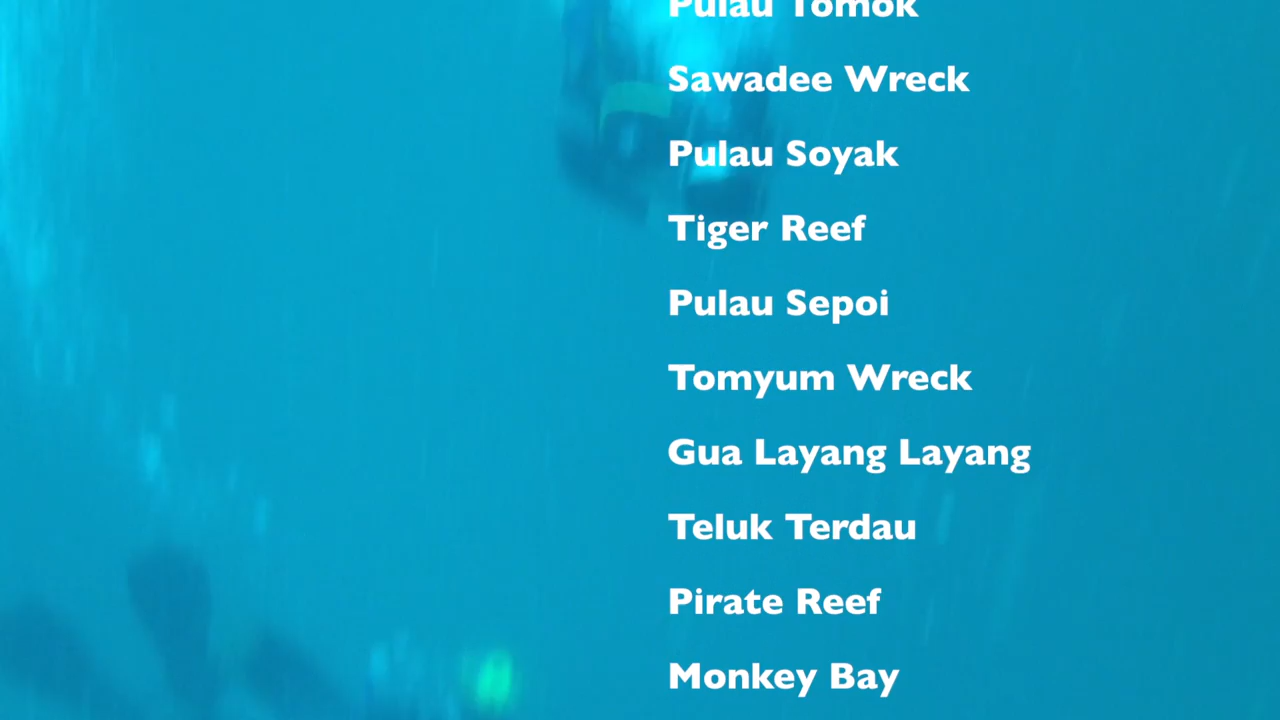 Pulau Tomok
Sawadee Wreck
Pulau Soyak
Tiger Reef
Pulau Sepoi
Tomyum Wreck
Gua Layang Layang
Teluk Terdau
Pirate Reef
Monkey Bay